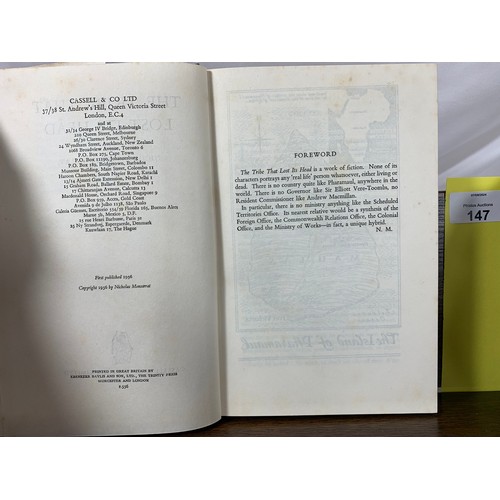 CASSELL & CO LTD
37/38 St. Andrew's Hill, Queen Victoria Street
London, E.C.4
and at
31/34 George IV Bridge, Edinburgh
210 Queen Street, Melbourne
26/30 Clarence Street, Sydney
24 Wyndham Street, Auckland, New Zealand
1068 Broadview Avenue, Toronto 6
P.O. Box 275, Cape Town
P.O. Box 11190, Johannesburg
P.O. Box 189, Bridgetown, Barbados
Munsene Building, Main Street, Colombo
Haroon Chambers, South Napier Road, Karachi
13/14 Ajmeri Gate Extension, New Delhi 1
15 Graham Road, Ballard Estate, Bombay 1
17 Chittaranjan Avenue, Calcutta 13
Macdonald House, Orchard Road, Singapore 9
P.O. Box 959, Accra, Gold Coast
Avenida 9 de Julho 1138, São Paulo
Galeria Güemes, Escritorio 454/59 Florida 165, Buenos Aires
Marne 5b, Mexico 5, D.F.
25 rue Henri Barbusse, Paris 5e
25 Ny Strandvej, Espergaerde, Denmark
Kauwlaan 17, The Hague
First published 1956
Copyright 1956 by Nicholas Monsarrat
PRINTED IN GREAT BRITAIN BY
EBENEZER BAYLIS AND SON, LTD., THE TRINITY PRESS
WORCESTER AND LONDON
F.556
FOREWORD
The Tribe That Lost Its Head is a work of fiction. None of its
characters portrays any 'real life' person whomsoever, either living or
dead. There is no country quite like Pharamaul, anywhere in the
world. There is no Governor like Sir Elliott Vere-Toombs, no
Resident Commissioner like Andrew Macmillan.
In particular, there is no ministry anything like the Scheduled
Territories Office. Its nearest relative would be a synthesis of the
Foreign Office, the Commonwealth Relations Office, the Colonial
Office, and the Ministry of Works—in fact, a unique hybrid.
N. M.
The Island of Pharamaul
147